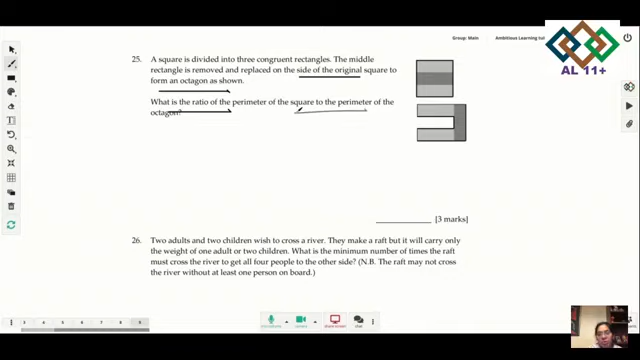 Group: Main
Ambitious Learning tut
AL 11+
25. A square is divided into three congruent rectangles. The middle
rectangle is removed and replaced on the side of the original square to
form an octagon as shown.
What is the ratio of the perimeter of the square to the perimeter of the
octagon?
[3 marks]
26. Two adults and two children wish to cross a river. They make a raft but it will carry only
the weight of one adult or two children. What is the minimum number of times the raft
must cross the river to get all four people to the other side? (N.B. The raft may not cross
the river without at least one person on board.)